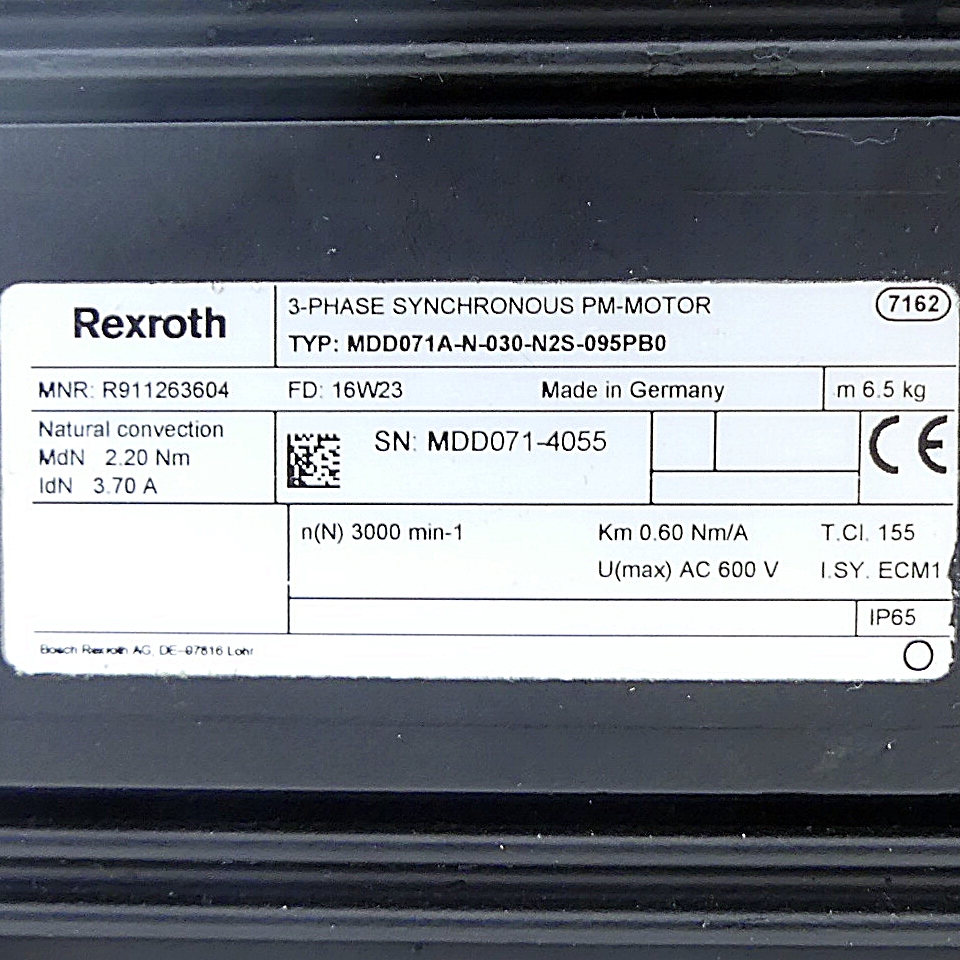 Rexroth
3-PHASE SYNCHRONOUS PM-MOTOR
7162
TYP: MDD071A-N-030-N2S-095PB0
MNR: R911263604 FD: 16W23 Made in Germany m 6.5 kg
Natural convection
MdN 2.20 Nm
IdN 3.70 A
SN: MDD071-4055
CE
n(N) 3000 min-1 Km 0.60 Nm/A T.Cl. 155
U(max) AC 600 V I.SY. ECM1
IP65
Bosch Rexroth AG, DE-97816 Lohr